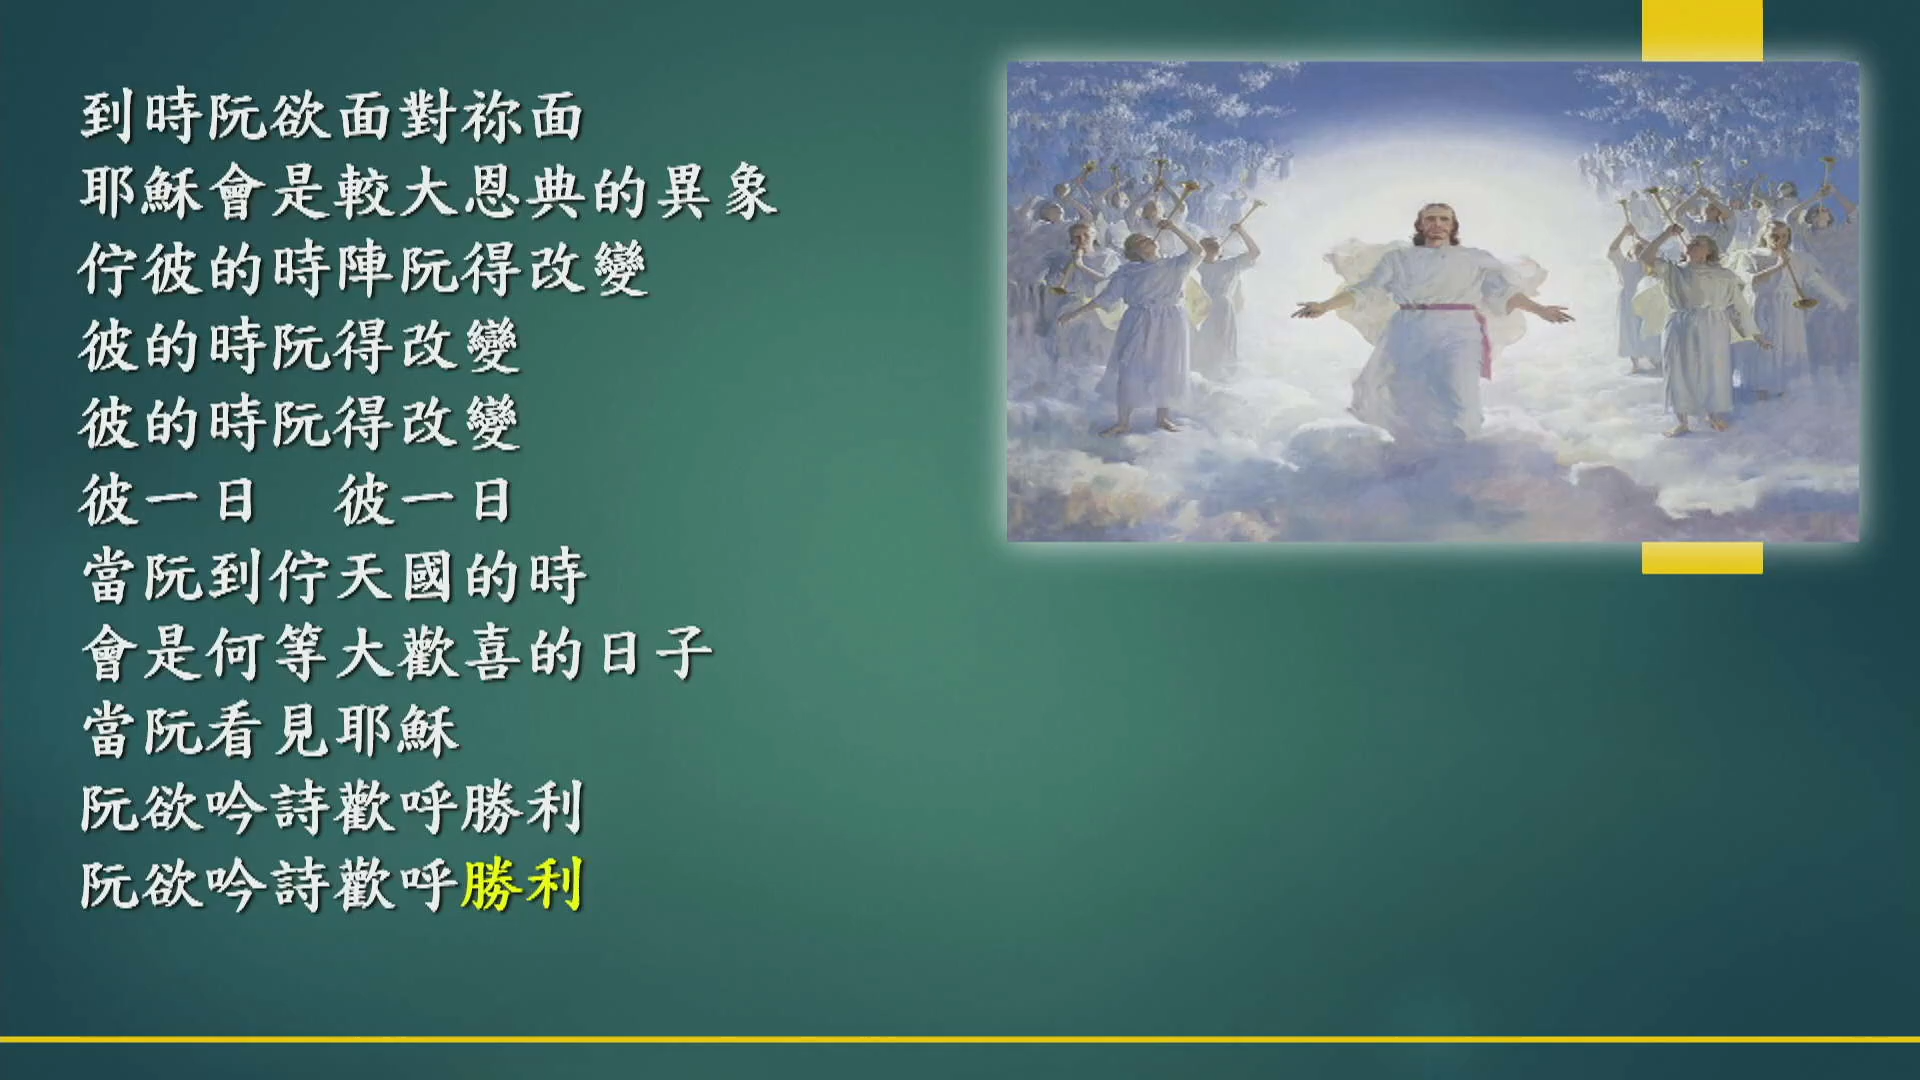 到時阮欲面對祢面
耶穌會是較大恩典的異象
佇彼的時陣阮得改變
彼的時阮得改變
彼的時阮得改變
彼一日　彼一日
當阮到佇天國的時
會是何等大歡喜的日子
當阮看見耶穌
阮欲吟詩歡呼勝利
阮欲吟詩歡呼勝利